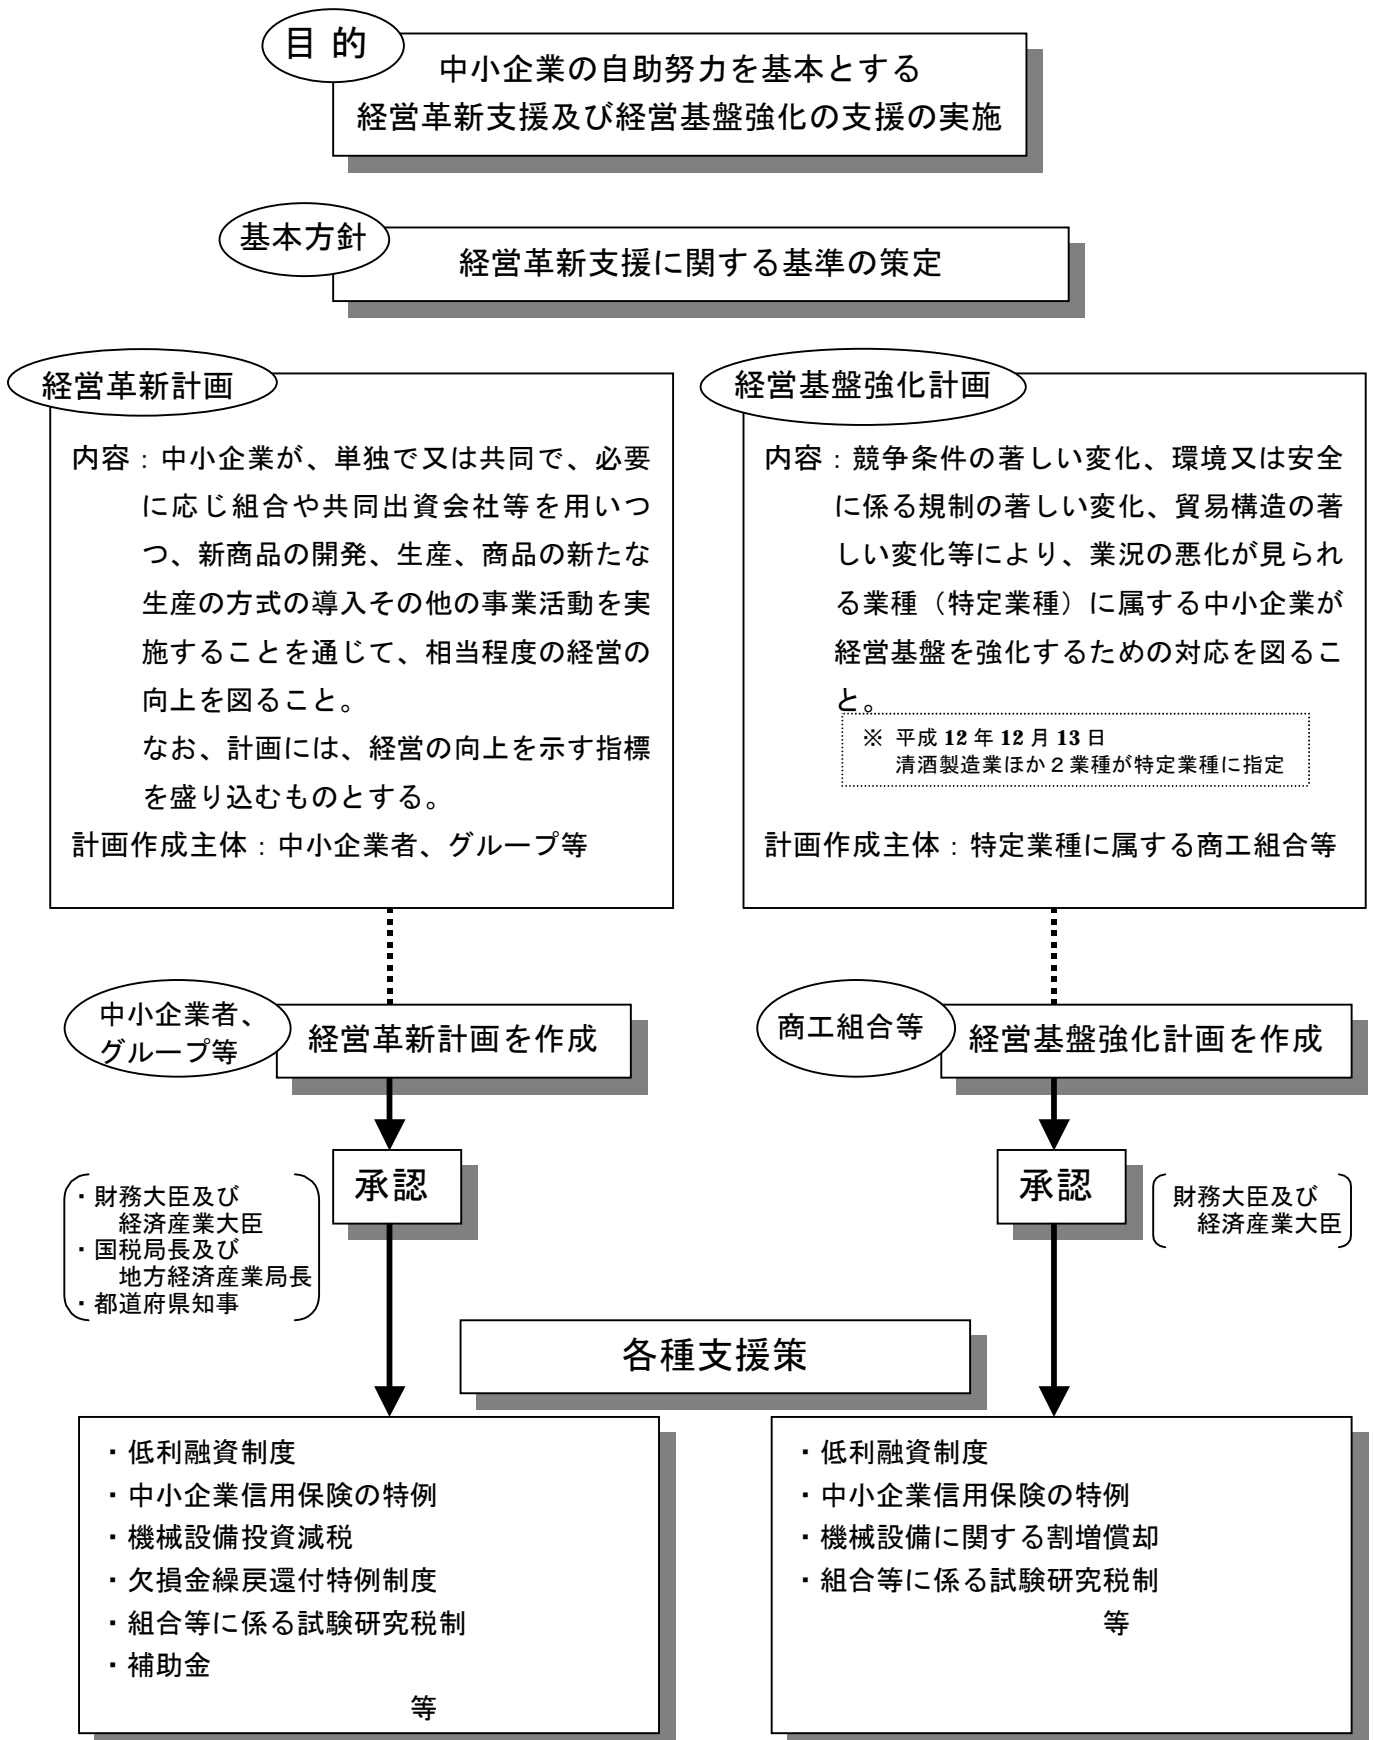 目 的
中小企業の自助努力を基本とする
経営革新支援及び経営基盤強化の支援の実施
基本方針
経営革新支援に関する基準の策定
経営革新計画
内容：中小企業が、単独で又は共同で、必要
に応じ組合や共同出資会社等を用いつ
つ、新商品の開発、生産、商品の新たな
生産の方式の導入その他の事業活動を実
施することを通じて、相当程度の経営の
向上を図ること。
なお、計画には、経営の向上を示す指標
を盛り込むものとする。
計画作成主体：中小企業者、グループ等
経営基盤強化計画
内容：競争条件の著しい変化、環境又は安全
に係る規制の著しい変化、貿易構造の著
しい変化等により、業況の悪化が見られ
る業種（特定業種）に属する中小企業が
経営基盤を強化するための対応を図るこ
と。
※ 平成 12 年 12 月 13 日
清酒製造業ほか２業種が特定業種に指定
計画作成主体：特定業種に属する商工組合等
中小企業者、
グループ等
経営革新計画を作成
商工組合等
経営基盤強化計画を作成
承認
・財務大臣及び
経済産業大臣
・国税局長及び
地方経済産業局長
・都道府県知事
承認
財務大臣及び
経済産業大臣
各種支援策
・低利融資制度
・中小企業信用保険の特例
・機械設備投資減税
・欠損金繰戻還付特例制度
・組合等に係る試験研究税制
・補助金
等
・低利融資制度
・中小企業信用保険の特例
・機械設備に関する割増償却
・組合等に係る試験研究税制
等